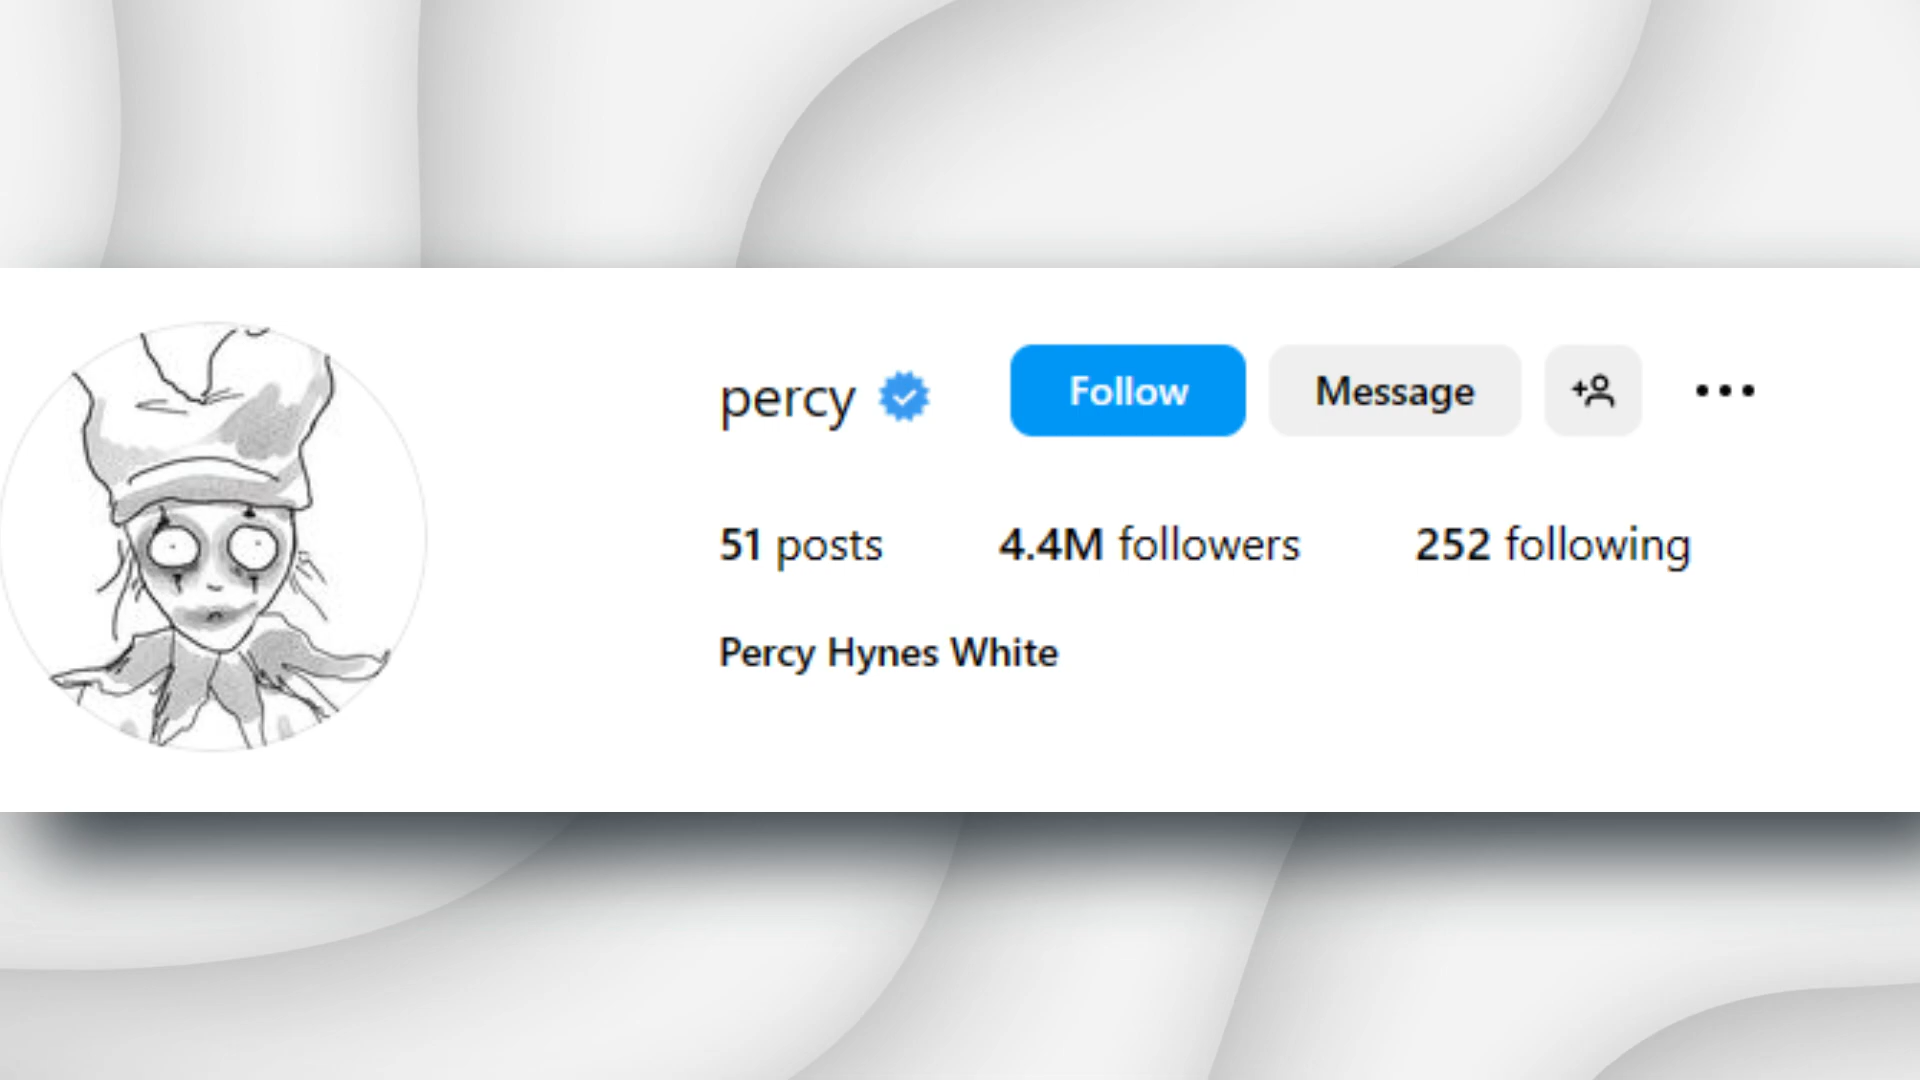 percy Follow Message
51 posts 4.4M followers 252 following
Percy Hynes White